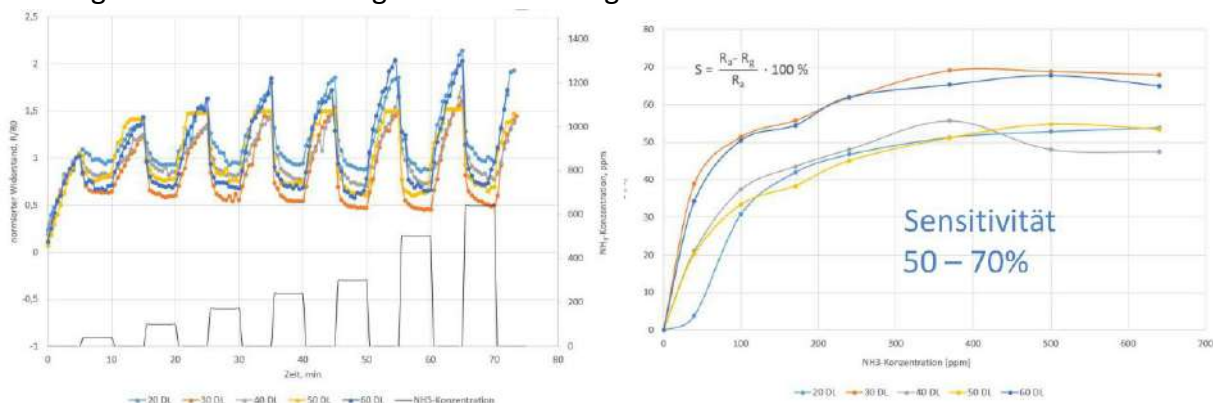 2,5
2
1,5
1
0,5
0
-0,5
-1
normierter Widerstand, R/R0
0 10 20 30 40 50 60 70 80
Zeit, min
1400
1200
1000
800
600
400
200
0
NH3-Konzentration, ppm
20 DL 30 DL 40 DL 50 DL 60 DL NH3-Konzentration
80
70
60
50
40
30
20
10
0
S = Ra- Rg / Ra · 100 %
Sensitivität
50 – 70%
0 100 200 300 400 500 600 700
NH3-Konzentration [ppm]
20 DL 30 DL 40 DL 50 DL 60 DL